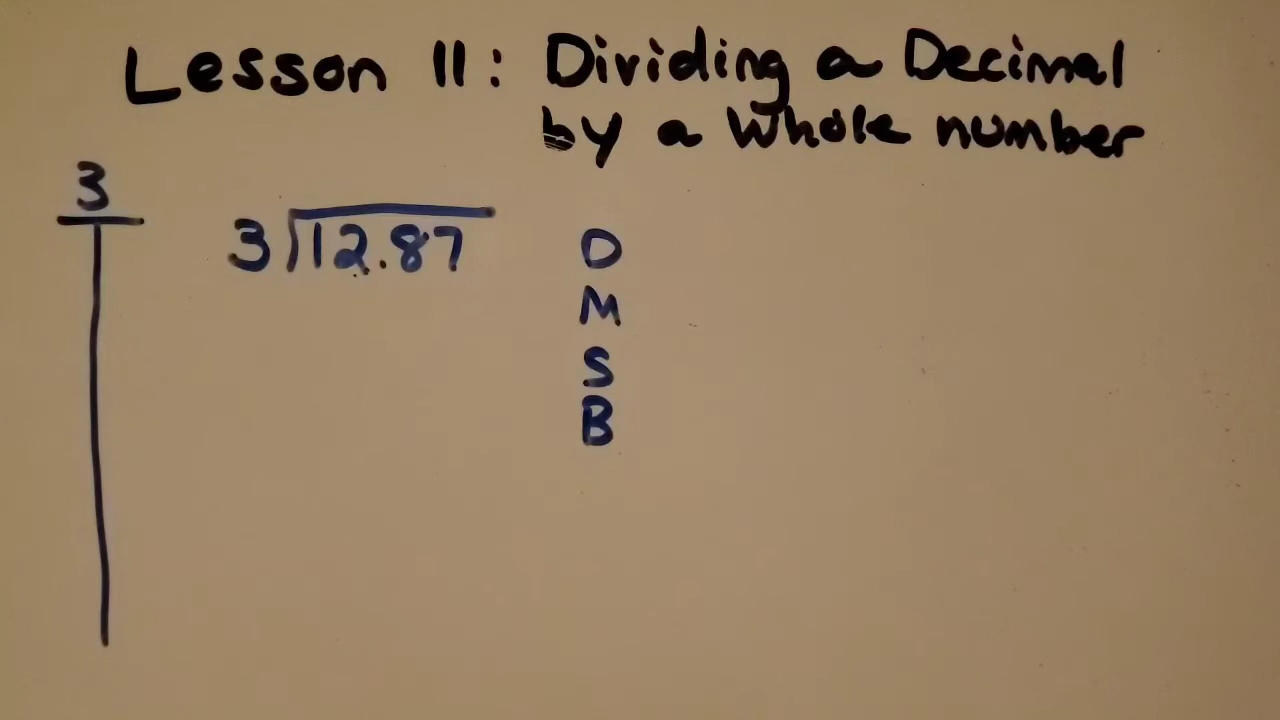 Lesson 11: Dividing a Decimal
by a Whole number
3
3)12.87
D
M
S
B